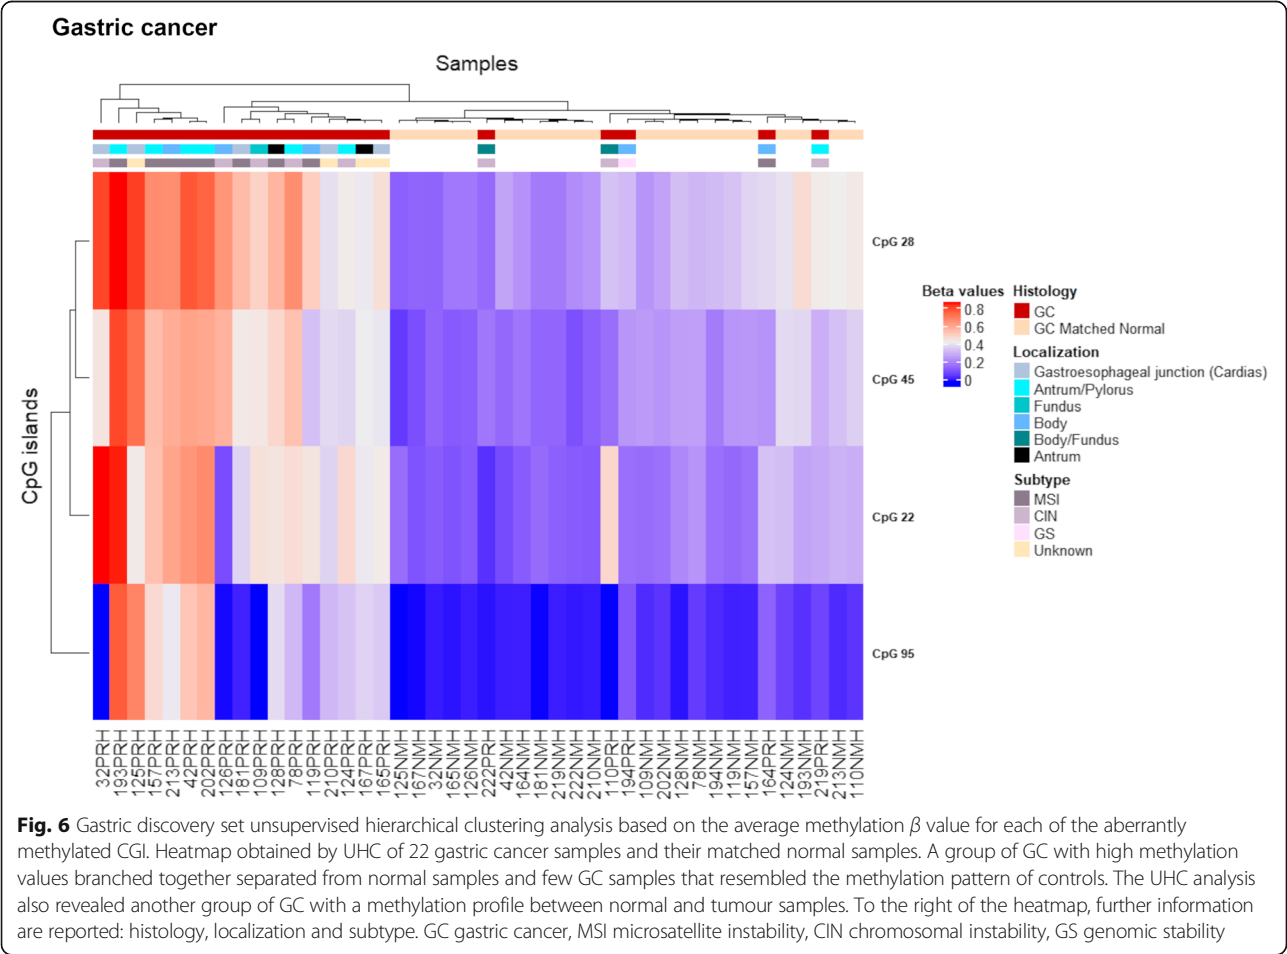 Gastric cancer
Samples
CpG islands
CpG 28
CpG 45
CpG 22
CpG 95
32PRH
193PRH
125PRH
157PRH
213PRH
42PRH
202PRH
126PRH
181PRH
109PRH
128PRH
78PRH
119PRH
210PRH
124PRH
167PRH
165PRH
125NMH
167NMH
32NMH
165NMH
126NMH
222PRH
42NMH
164NMH
181NMH
219NMH
222NMH
210NMH
110PRH
194PRH
109NMH
202NMH
128NMH
78NMH
194NMH
119NMH
157NMH
164PRH
124NMH
193NMH
219PRH
213NMH
110NMH
Beta values
0.8
0.6
0.4
0.2
0
Histology
GC
GC Matched Normal
Localization
Gastroesophageal junction (Cardias)
Antrum/Pylorus
Fundus
Body
Body/Fundus
Antrum
Subtype
MSI
CIN
GS
Unknown
Fig. 6 Gastric discovery set unsupervised hierarchical clustering analysis based on the average methylation β value for each of the aberrantly
methylated CGI. Heatmap obtained by UHC of 22 gastric cancer samples and their matched normal samples. A group of GC with high methylation
values branched together separated from normal samples and few GC samples that resembled the methylation pattern of controls. The UHC analysis
also revealed another group of GC with a methylation profile between normal and tumour samples. To the right of the heatmap, further information
are reported: histology, localization and subtype. GC gastric cancer, MSI microsatellite instability, CIN chromosomal instability, GS genomic stability